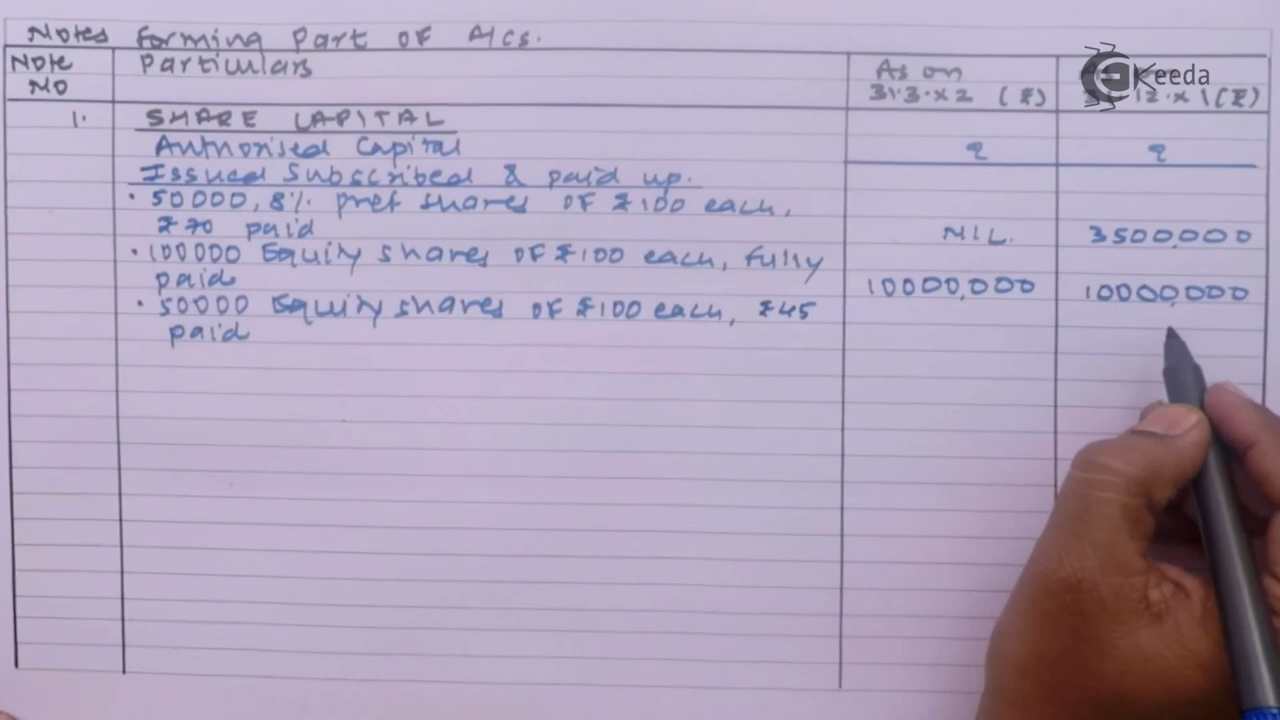 Notes forming Part OF A/cs.
Note No
Particulars
As on 31.3.x2 (₹)
31.12.x1 (₹)
EKeeda
1. SHARE CAPITAL
Authorised Capital ? ?
Issued Subscribed & paid up.
• 50000, 8% pref shares OF ₹100 each,
₹70 paid NIL. 3500,000
• 100000 Equity shares OF ₹100 each, fully
paid 10000,000 10000,000
• 50000 Equity shares OF ₹100 each, ₹45
paid